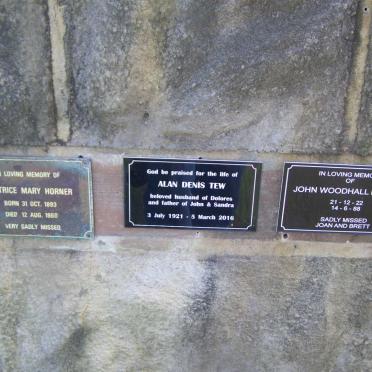 IN LOVING MEMORY OF
TRICE MARY HORNER
BORN 31 OCT. 1893
DIED 12 AUG. 1960
VERY SADLY MISSED
God be praised for the life of
ALAN DENIS TEW
beloved husband of Dolores
and father of John & Sandra
3 July 1921 - 5 March 2016
IN LOVING MEMORY
OF
JOHN WOODHALL
21 - 12 - 22
14 - 6 - 88
SADLY MISSED
JOAN AND BRETT